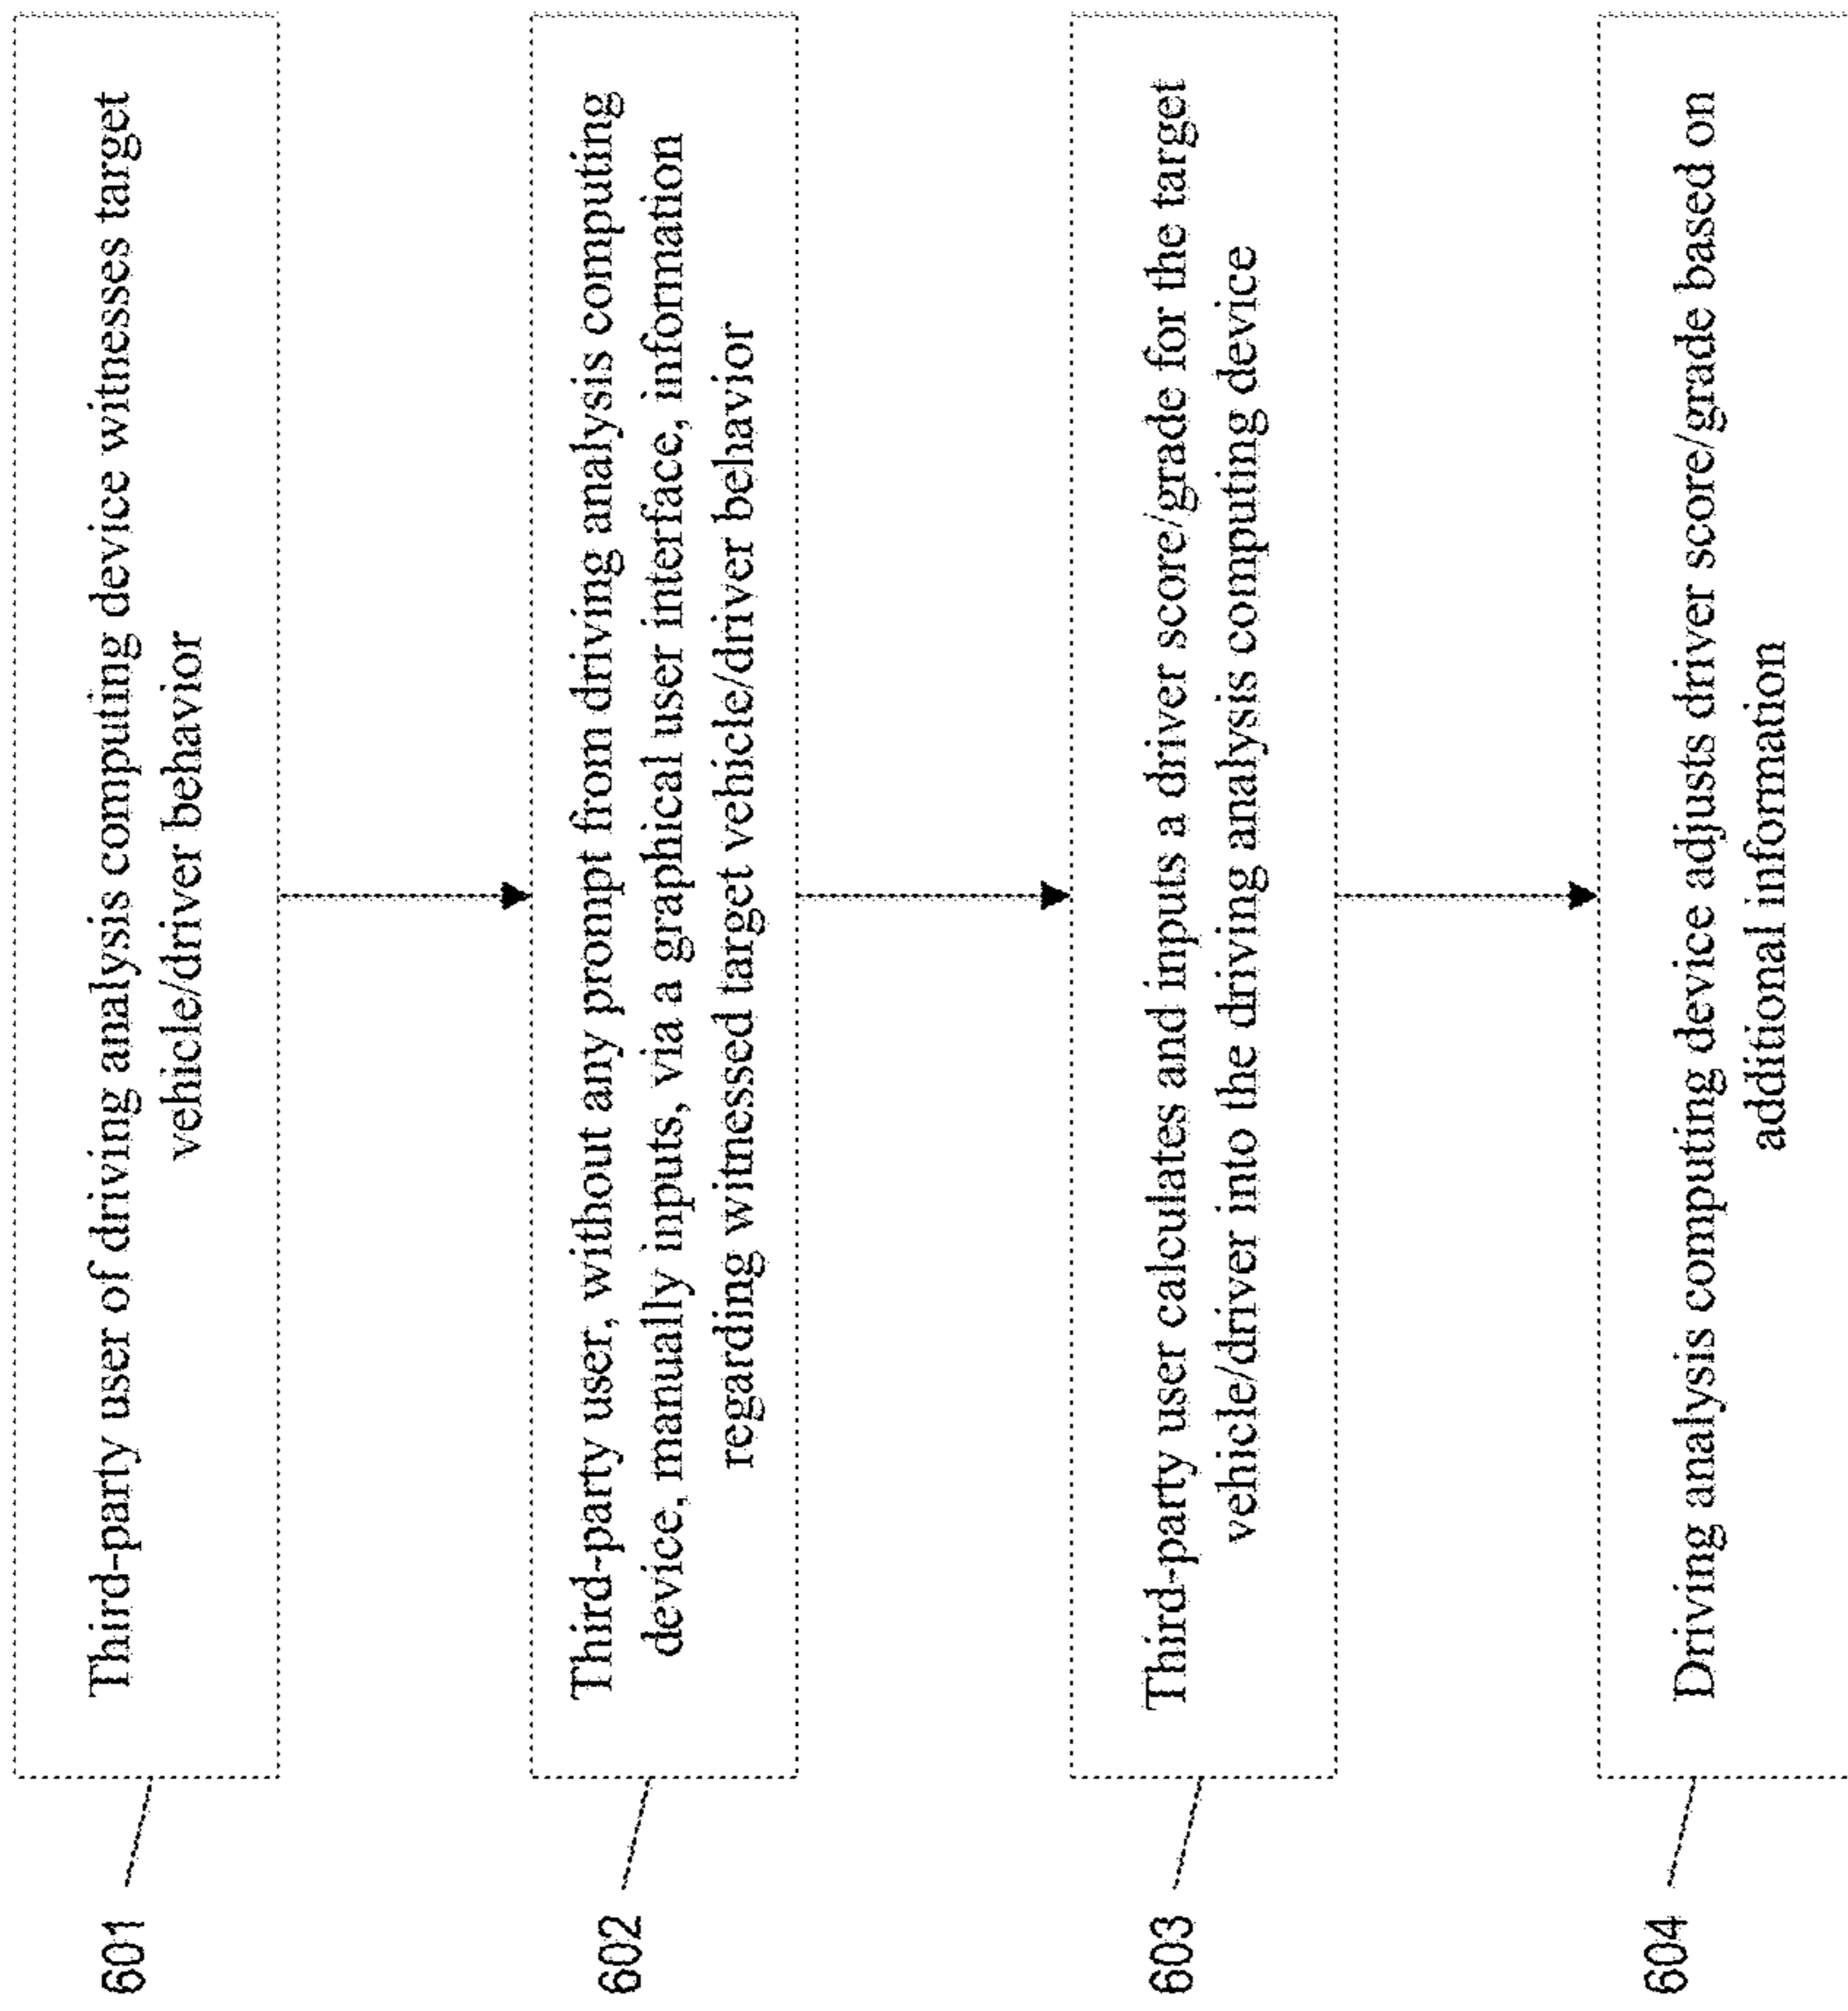 601
Third-party user of driving analysis computing device witnesses target
vehicle/driver behavior
602
Third-party user, without any prompt from driving analysis computing
device, manually inputs, via a graphical user interface, information
regarding witnessed target vehicle/driver behavior
603
Third-party user calculates and inputs a driver score/grade for the target
vehicle/driver into the driving analysis computing device
604
Driving analysis computing device adjusts driver score/grade based on
additional information